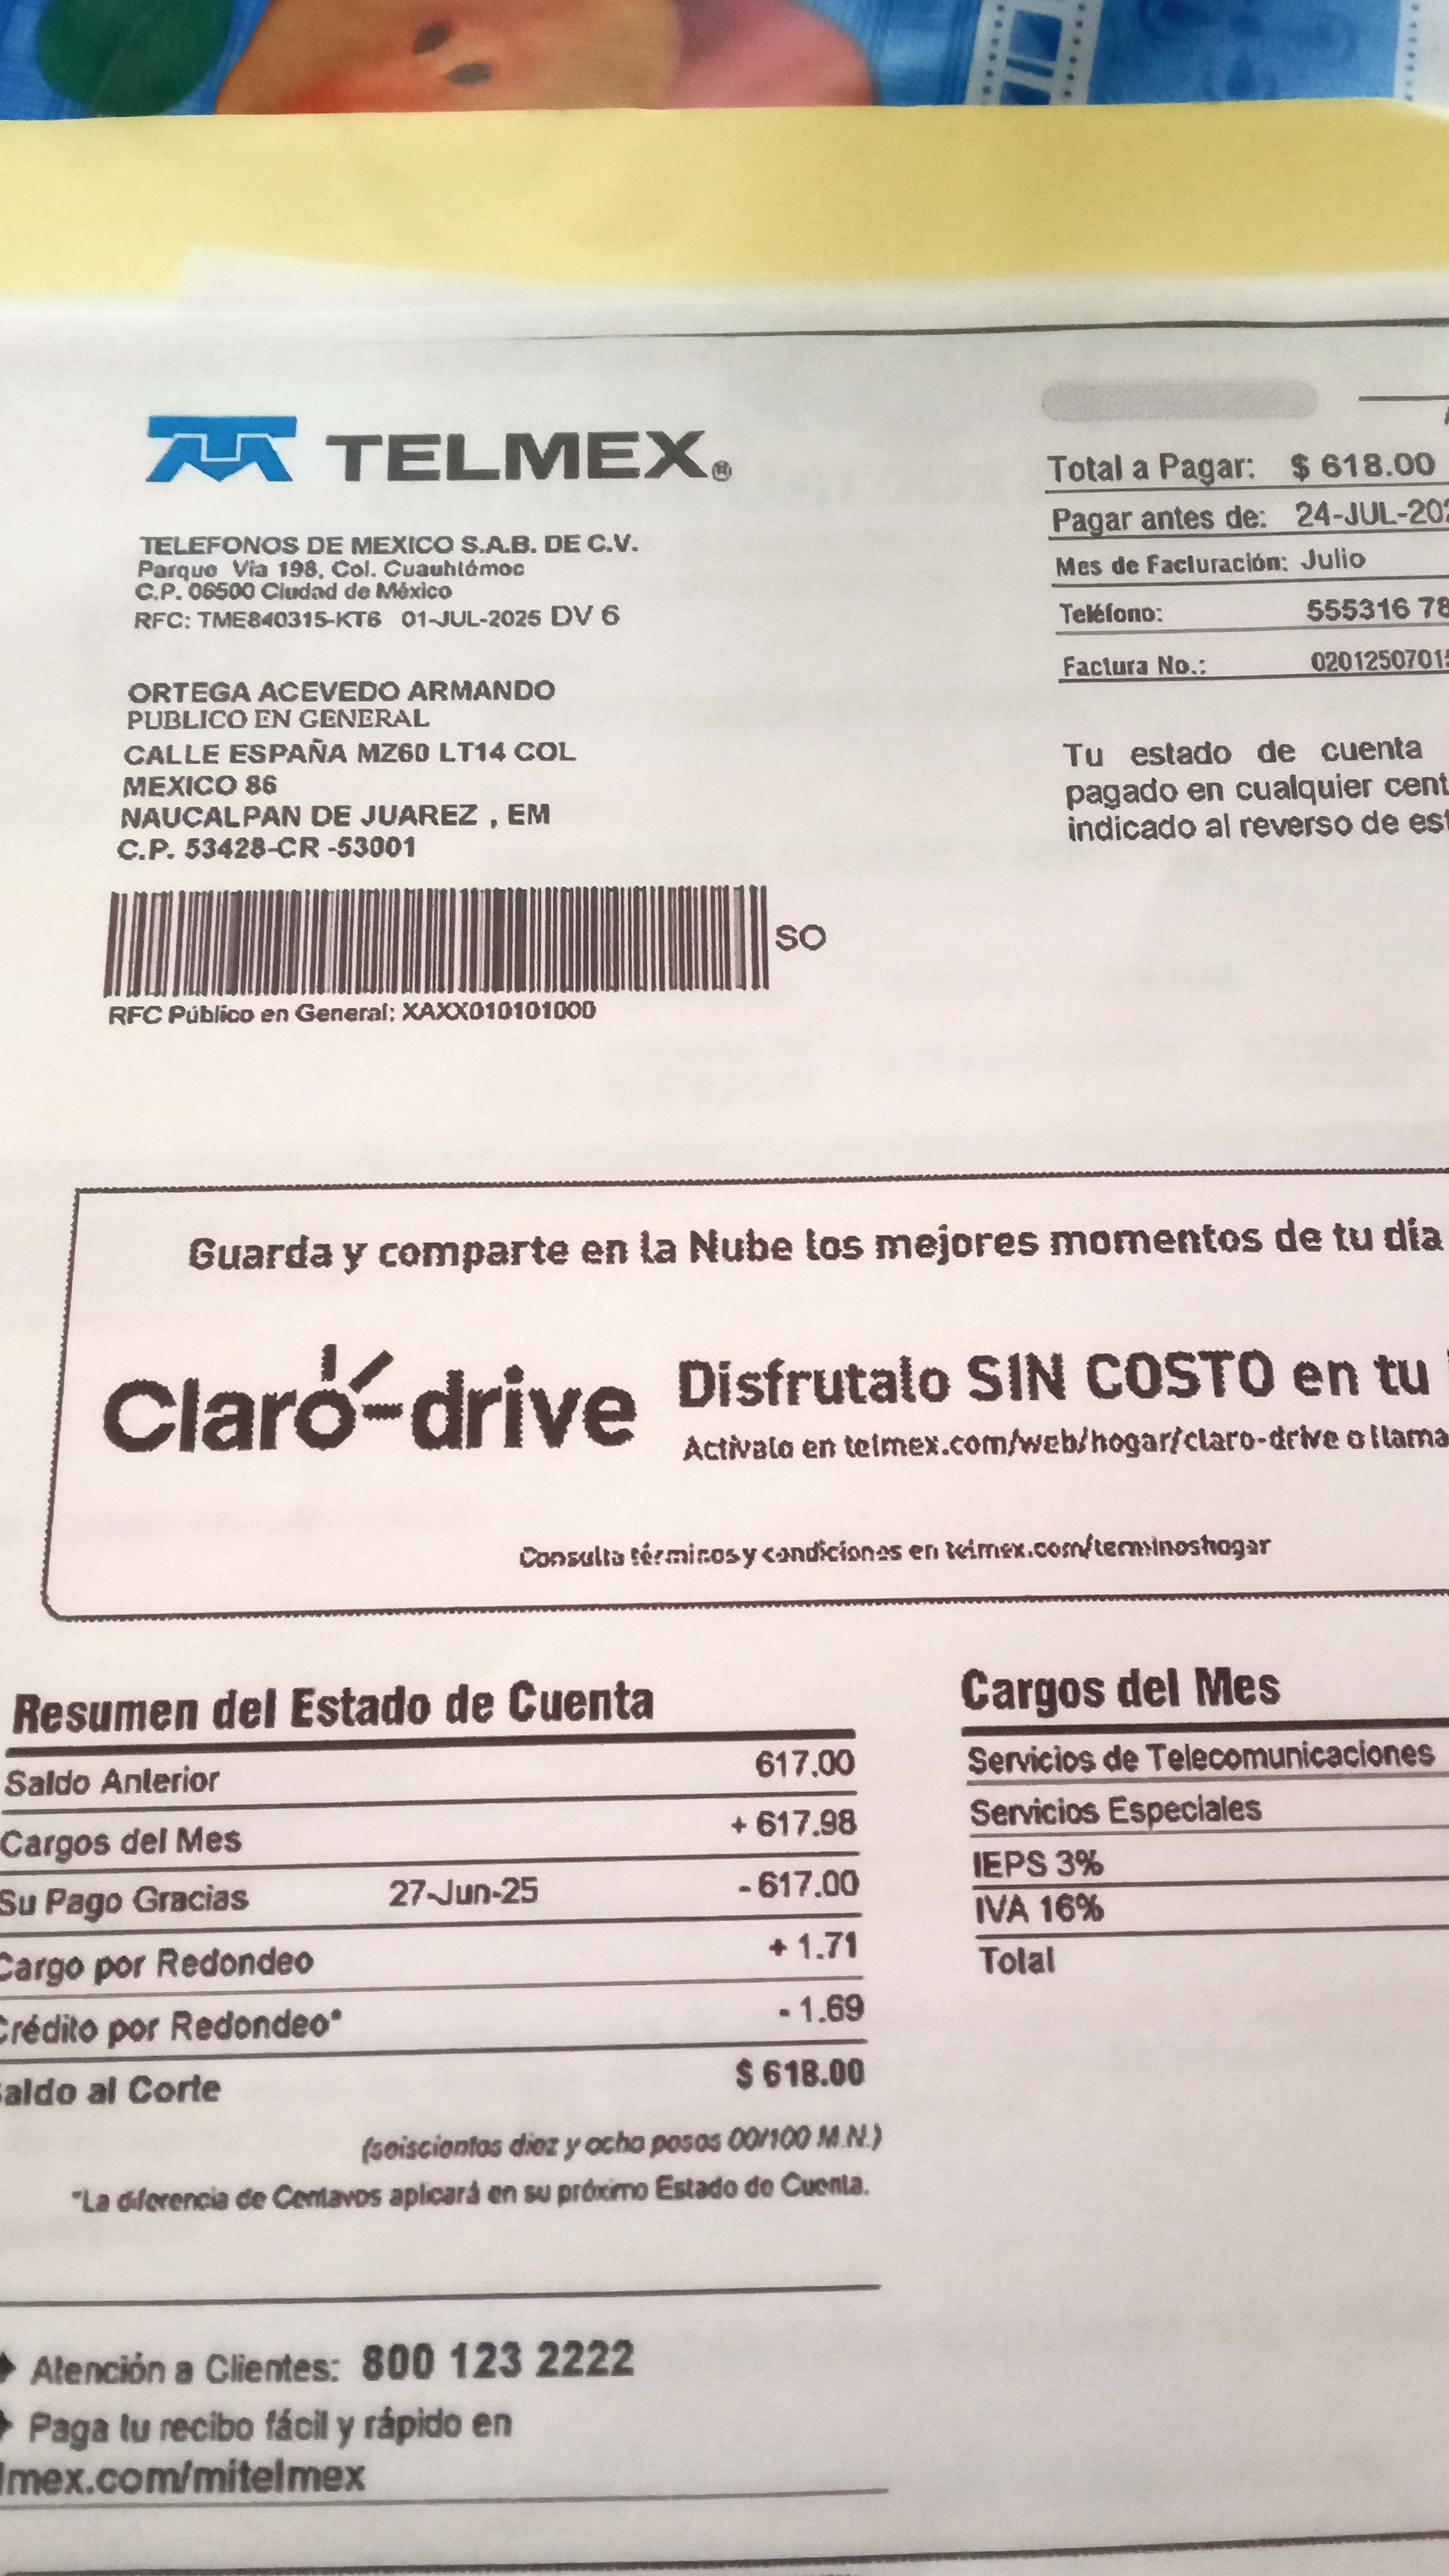 TELMEX®
TELEFONOS DE MEXICO S.A.B. DE C.V.
Parque Vía 198, Col. Cuauhtémoc
C.P. 06500 Ciudad de México
RFC: TME840315-KT6 01-JUL-2025 DV 6
ORTEGA ACEVEDO ARMANDO
PUBLICO EN GENERAL
CALLE ESPAÑA MZ60 LT14 COL
MEXICO 86
NAUCALPAN DE JUAREZ , EM
C.P. 53428-CR -53001
SO
RFC Público en General: XAXX010101000
Total a Pagar: $ 618.00
Pagar antes de: 24-JUL-202
Mes de Facturación: Julio
Teléfono: 555316 78
Factura No.: 0201250701
Tu estado de cuenta
pagado en cualquier cent
indicado al reverso de est
Guarda y comparte en la Nube los mejores momentos de tu día
Claro-drive
Disfrutalo SIN COSTO en tu
Actívalo en telmex.com/web/hogar/claro-drive o llama
Consulta términos y condiciones en telmex.com/terminoshogar
Resumen del Estado de Cuenta
Saldo Anterior 617.00
Cargos del Mes + 617.98
Su Pago Gracias 27-Jun-25 - 617.00
Cargo por Redondeo + 1.71
Crédito por Redondeo* - 1.69
aldo al Corte $ 618.00
(seiscientos diez y ocho pesos 00/100 M.N.)
*La diferencia de Centavos aplicará en su próximo Estado de Cuenta.
Cargos del Mes
Servicios de Telecomunicaciones
Servicios Especiales
IEPS 3%
IVA 16%
Total
Atención a Clientes: 800 123 2222
Paga tu recibo fácil y rápido en
lmex.com/mitelmex